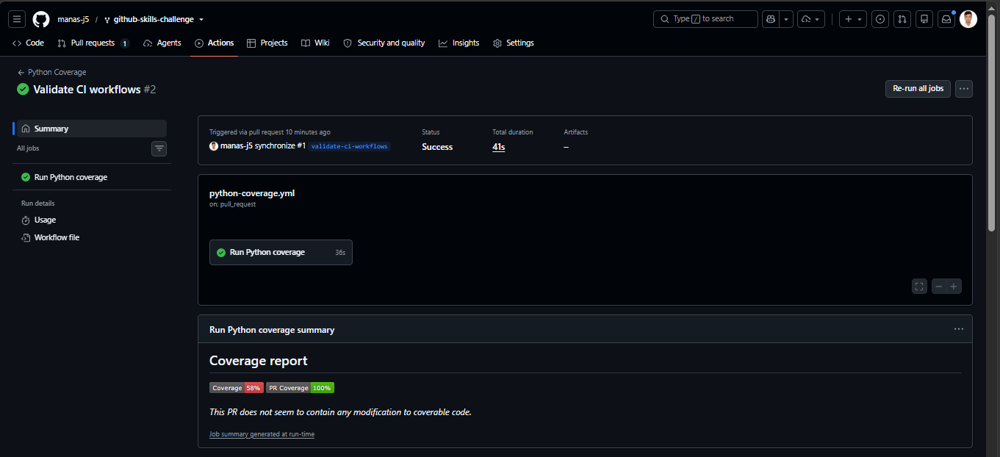 manas-j5 / github-skills-challenge
Type / to search
Code Pull requests 1 Agents Actions Projects Wiki Security and quality Insights Settings
Python Coverage
Validate CI workflows #2
Re-run all jobs
Summary
All jobs
Run Python coverage
Run details
Usage
Workflow file
Triggered via pull request 10 minutes ago
manas-j5 synchronize #1 validate-ci-workflows
Status
Success
Total duration
41s
Artifacts
–
python-coverage.yml
on: pull_request
Run Python coverage 36s
Run Python coverage summary
Coverage report
Coverage 58% PR Coverage 100%
This PR does not seem to contain any modification to coverable code.
Job summary generated at run-time